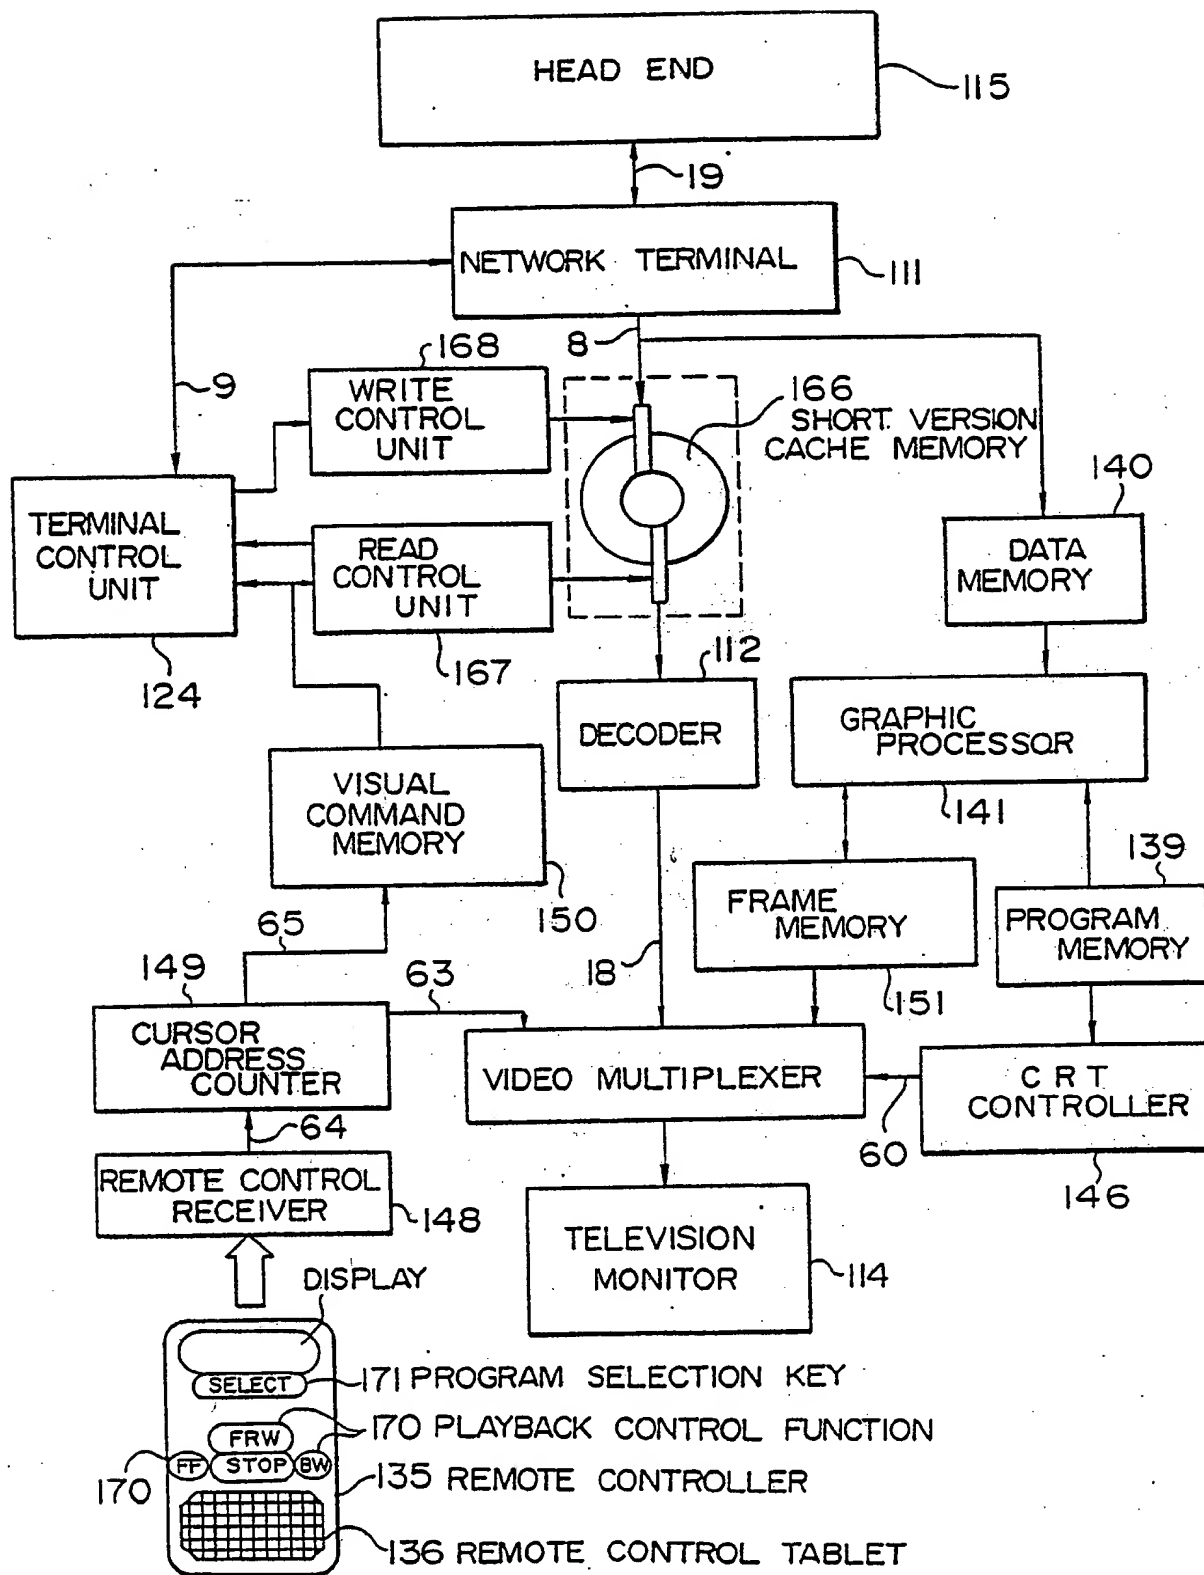 HEAD END
115
19
NETWORK TERMINAL
111
8
9
168
WRITE
CONTROL
UNIT
166
SHORT VERSION
CACHE MEMORY
140
TERMINAL
CONTROL
UNIT
READ
CONTROL
UNIT
DATA
MEMORY
124
167
112
DECODER
GRAPHIC
PROCESSOR
VISUAL
COMMAND
MEMORY
141
139
150
FRAME
MEMORY
PROGRAM
MEMORY
65
18
151
149
63
CURSOR
ADDRESS
COUNTER
VIDEO MULTIPLEXER
CRT
CONTROLLER
64
60
REMOTE CONTROL
RECEIVER
148
146
TELEVISION
MONITOR
114
DISPLAY
SELECT
171 PROGRAM SELECTION KEY
FRW
170 PLAYBACK CONTROL FUNCTION
FF
STOP
BW
170
135 REMOTE CONTROLLER
136 REMOTE CONTROL TABLET